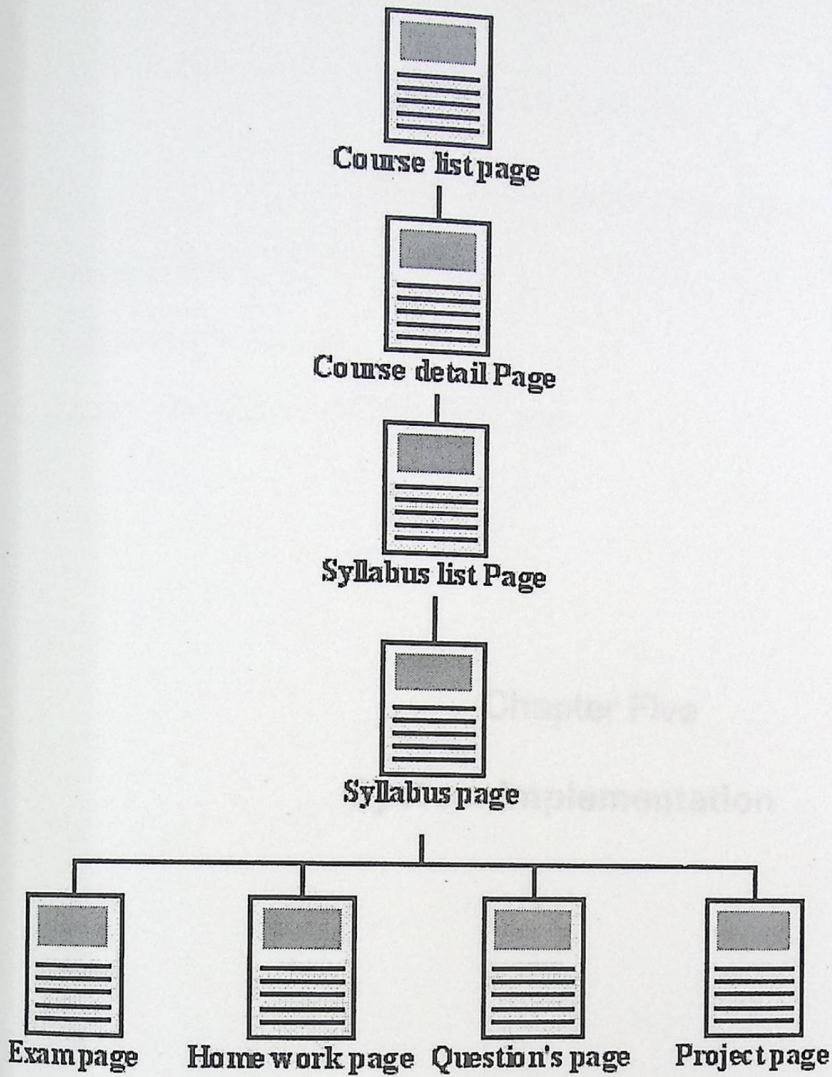 Course list page
Course detail Page
Syllabus list Page
Chapter Five
Syllabus page
Implementation
Exam page
Home work page
Question's page
Project page